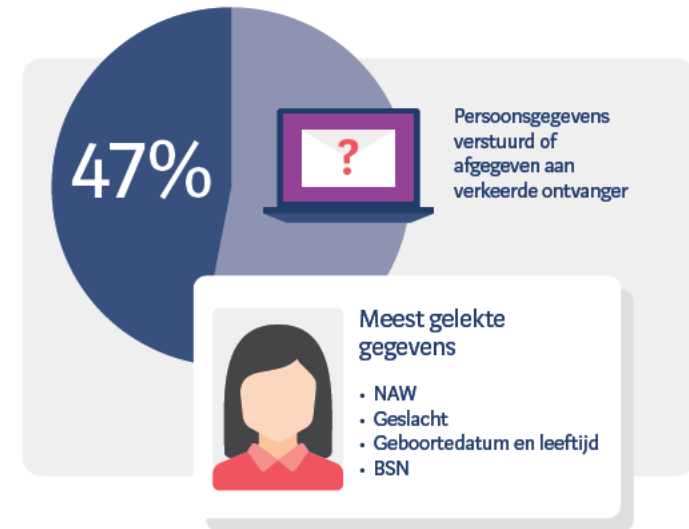 47%
?
Persoonsgegevens
verstuurd of
afgegeven aan
verkeerde ontvanger
Meest gelekte
gegevens
• NAW
• Geslacht
• Geboortedatum en leeftijd
• BSN